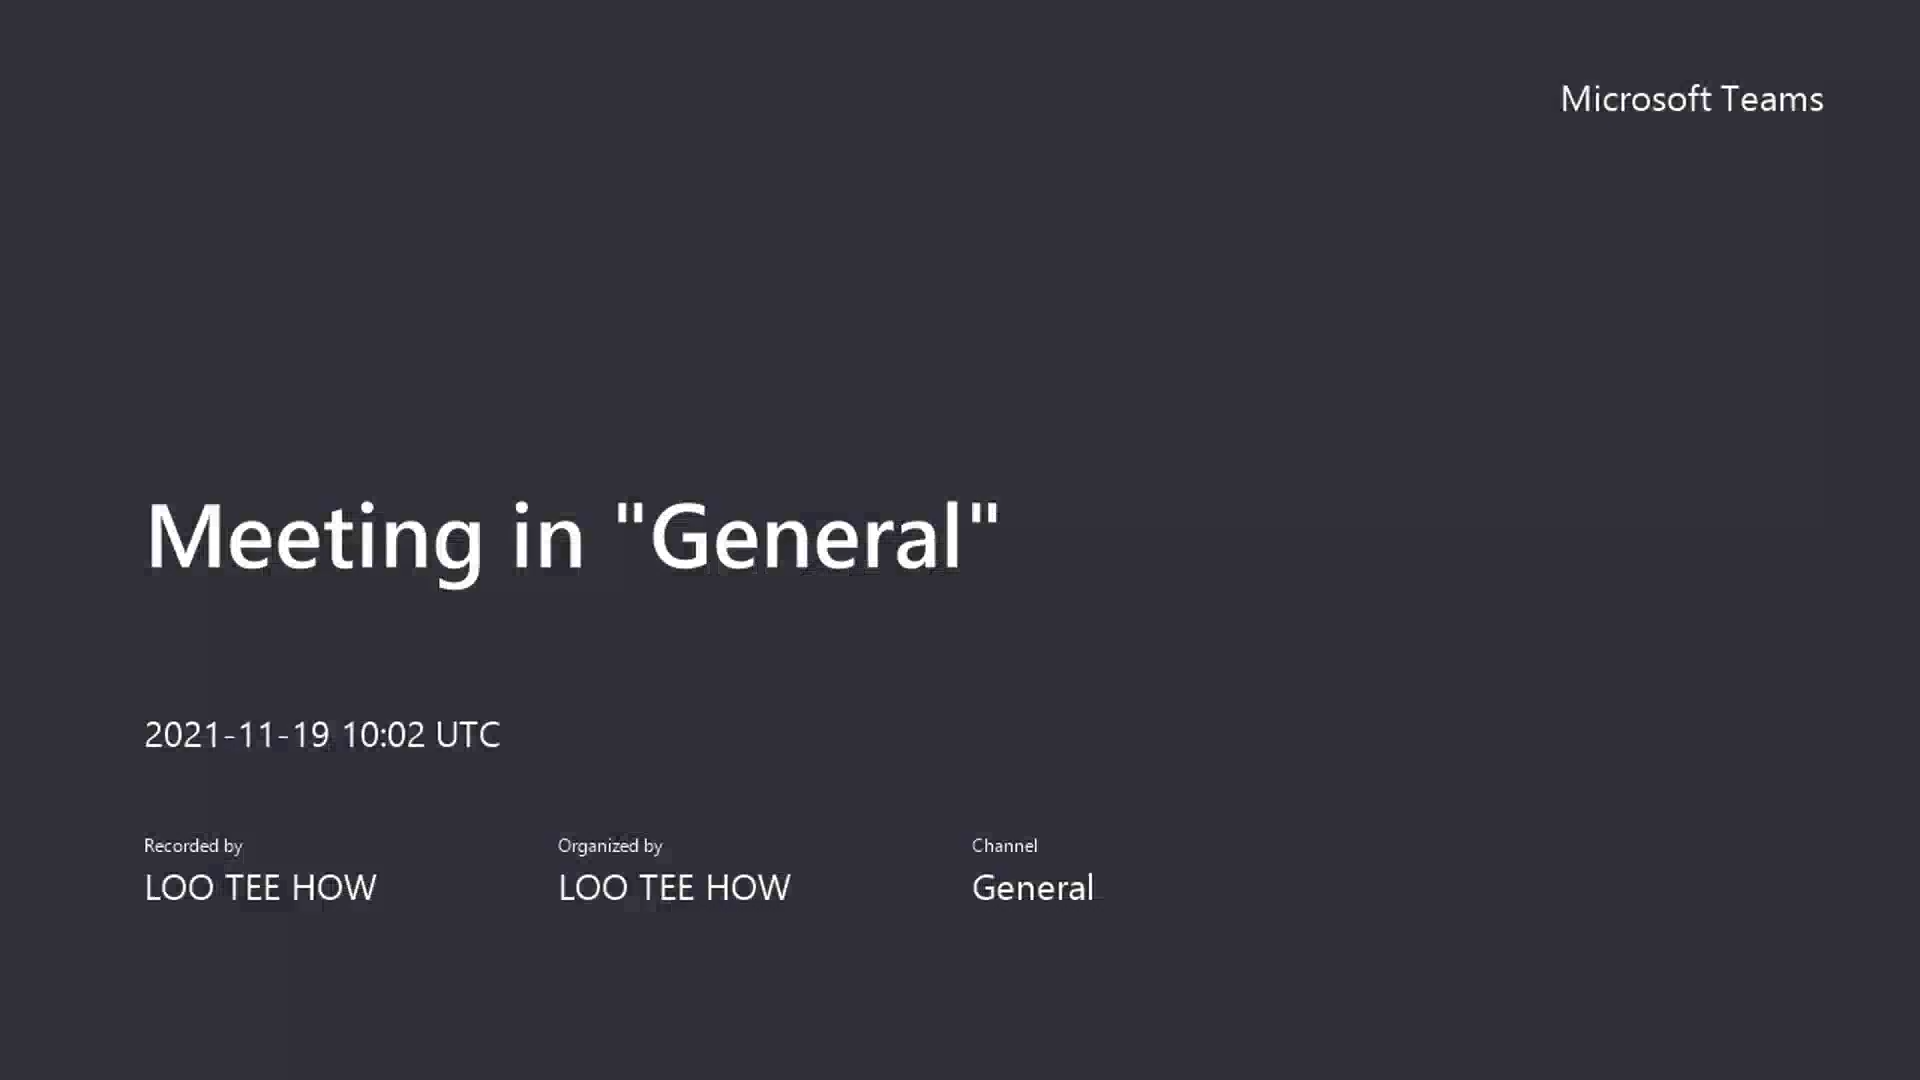 Microsoft Teams
Meeting in "General"
2021-11-19 10:02 UTC
Recorded by
LOO TEE HOW
Organized by
LOO TEE HOW
Channel
General